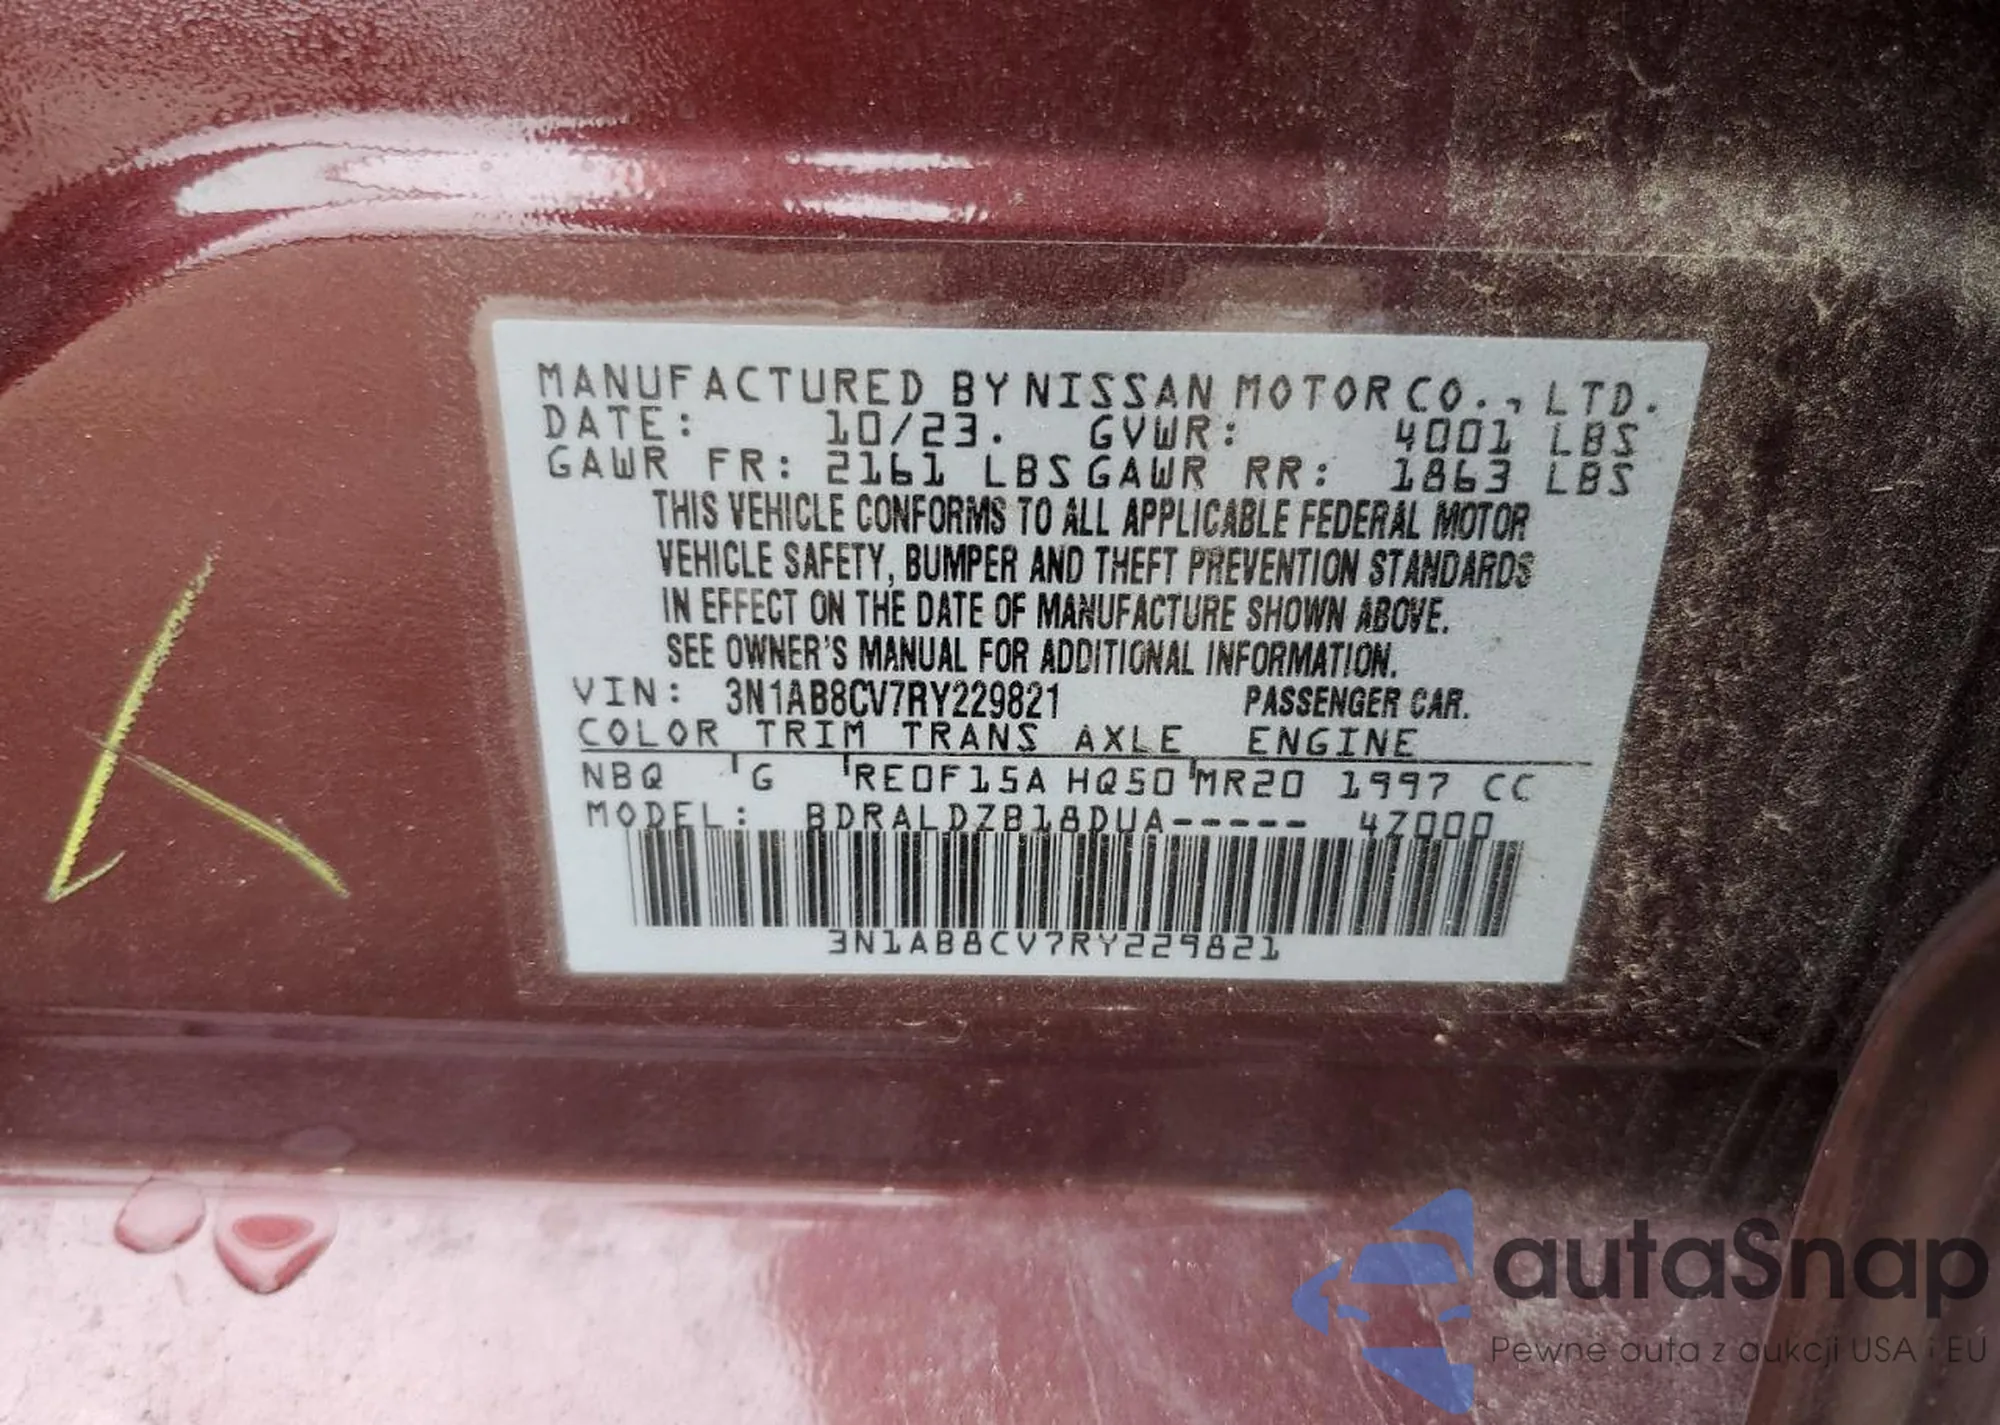 MANUFACTURED BY NISSAN MOTOR CO., LTD.
DATE: 10/23. GVWR: 4001 LBS
GAWR FR: 2161 LBS GAWR RR: 1863 LBS
THIS VEHICLE CONFORMS TO ALL APPLICABLE FEDERAL MOTOR
VEHICLE SAFETY, BUMPER AND THEFT PREVENTION STANDARDS
IN EFFECT ON THE DATE OF MANUFACTURE SHOWN ABOVE.
SEE OWNER'S MANUAL FOR ADDITIONAL INFORMATION.
VIN: 3N1AB8CV7RY229821 PASSENGER CAR.
COLOR TRIM TRANS AXLE ENGINE
NBQ G RE0F15A HQ50 MR20 1997 CC
MODEL: BDRALDZB18DUA----- 4Z000
3N1AB8CV7RY229821
autaSnap
Pewne auta z aukcji USA i EU